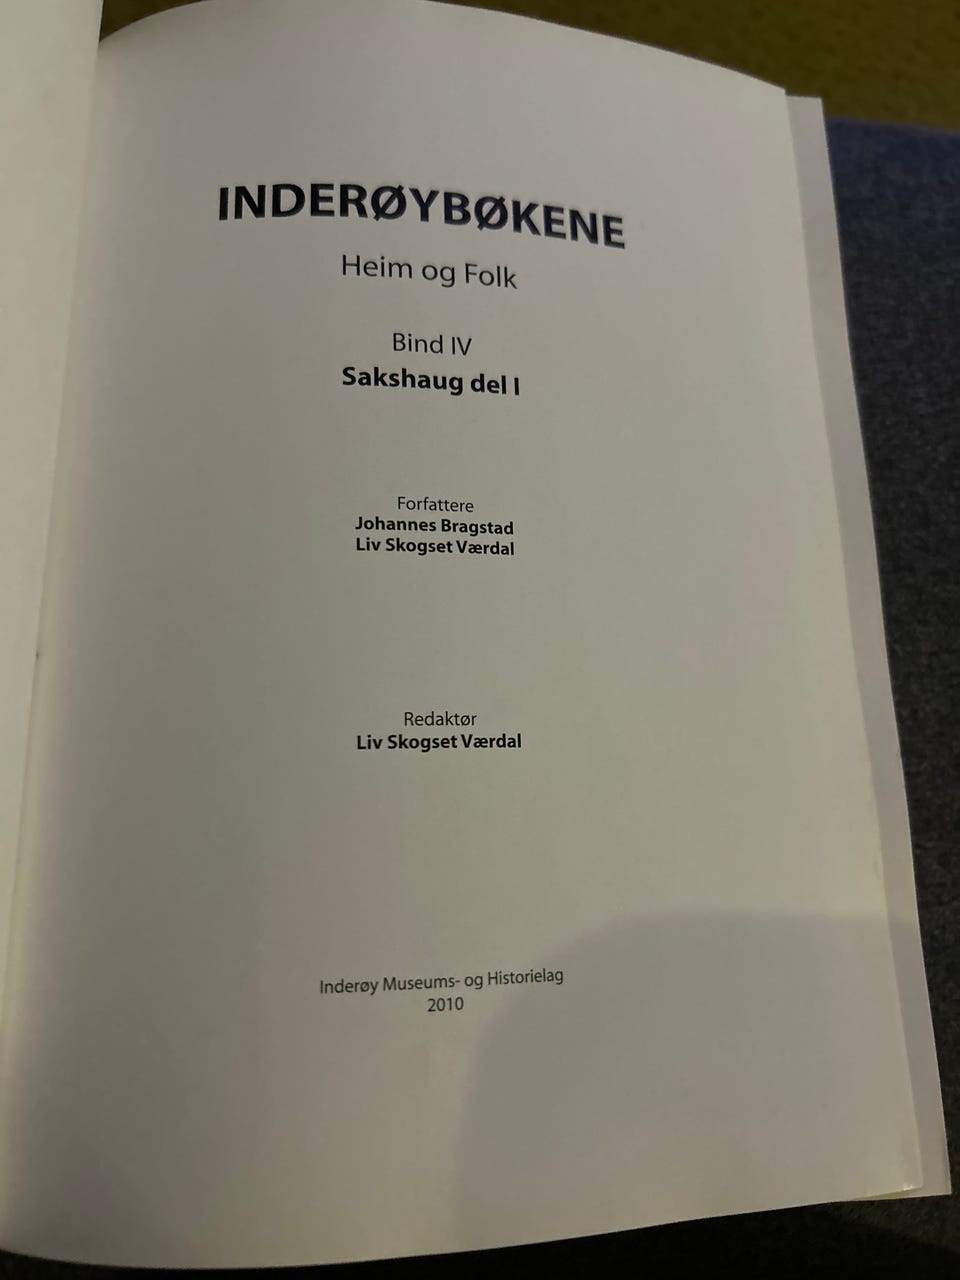 INDERØYBØKENE
Heim og Folk
Bind IV
Sakshaug del I
Forfattere
Johannes Bragstad
Liv Skogset Værdal
Redaktør
Liv Skogset Værdal
Inderøy Museums- og Historielag
2010